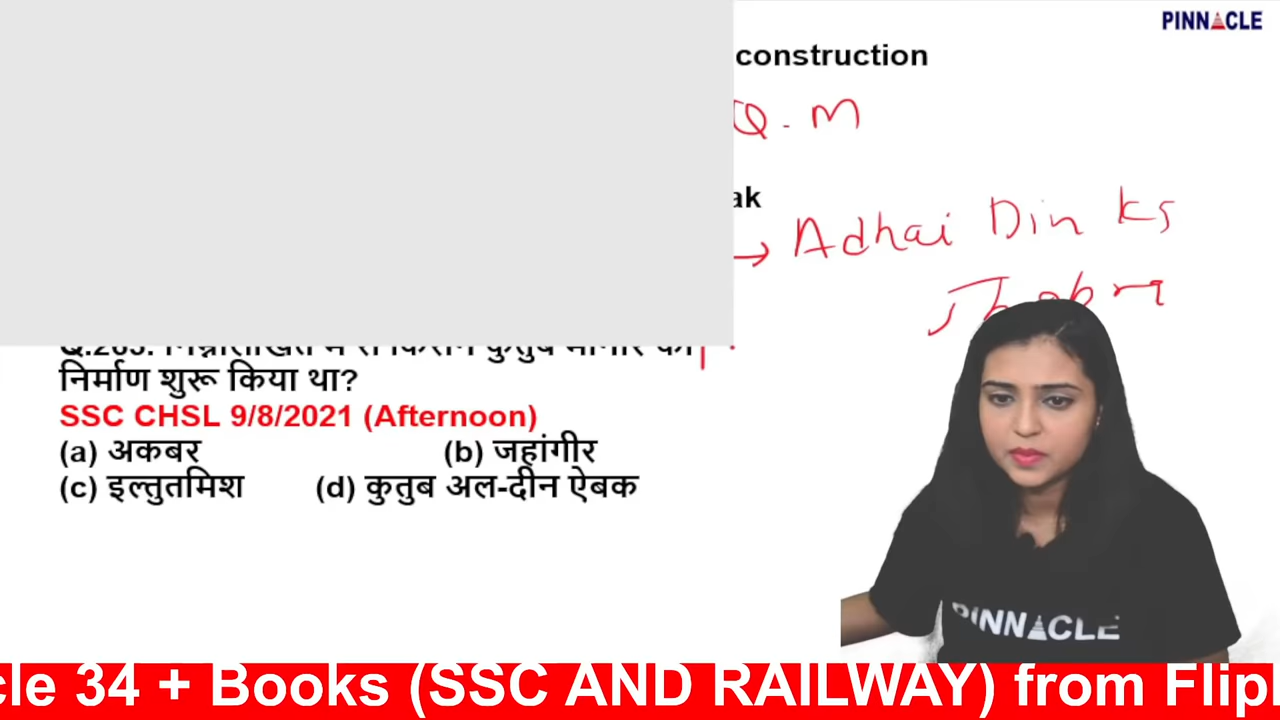 PINNACLE
construction
Q. M
ak
→ Adhai Din ka
निर्माण शुरू किया था?
SSC CHSL 9/8/2021 (Afternoon)
(a) अकबर (b) जहांगीर
(c) इल्तुतमिश (d) कुतुब अल-दीन ऐबक
PINNACLE
cle 34 + Books (SSC AND RAILWAY) from Flip